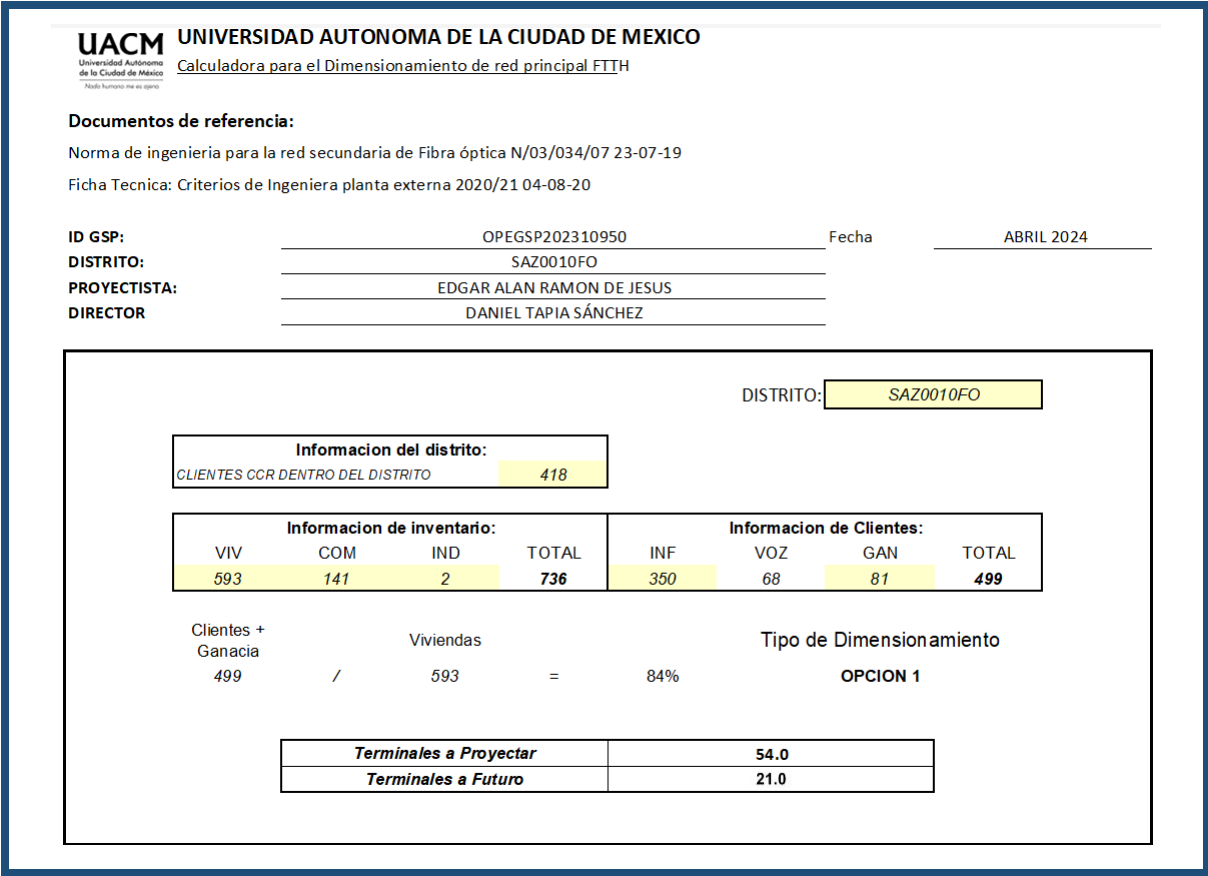 UACM
Universidad Autónoma
de la Ciudad de México
Nada humano me es ajeno
UNIVERSIDAD AUTONOMA DE LA CIUDAD DE MEXICO
Calculadora para el Dimensionamiento de red principal FTTH
Documentos de referencia:
Norma de ingenieria para la red secundaria de Fibra óptica N/03/034/07 23-07-19
Ficha Tecnica: Criterios de Ingeniera planta externa 2020/21 04-08-20
ID GSP: OPEGSP202310950 Fecha ABRIL 2024
DISTRITO: SAZ0010FO
PROYECTISTA: EDGAR ALAN RAMON DE JESUS
DIRECTOR DANIEL TAPIA SÁNCHEZ
DISTRITO: SAZ0010FO
Informacion del distrito:
CLIENTES CCR DENTRO DEL DISTRITO 418
Informacion de inventario: Informacion de Clientes:
VIV COM IND TOTAL INF VOZ GAN TOTAL
593 141 2 736 350 68 81 499
Clientes +
Ganacia Viviendas Tipo de Dimensionamiento
499 / 593 = 84% OPCION 1
Terminales a Proyectar 54.0
Terminales a Futuro 21.0